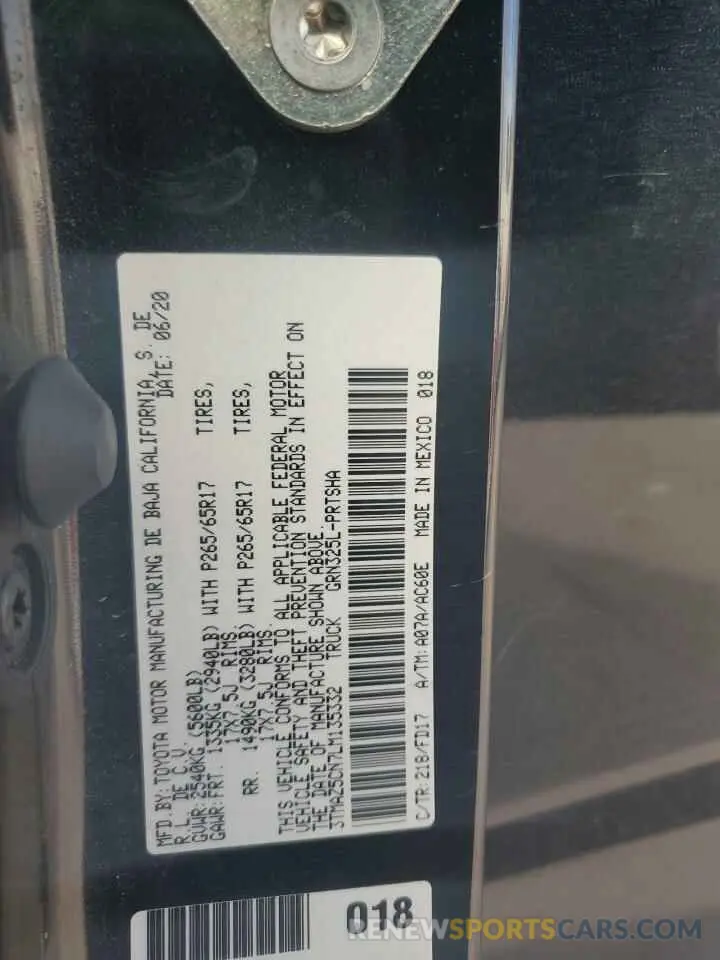 MFD.BY: TOYOTA MOTOR MANUFACTURING DE BAJA CALIFORNIA, S. DE
R.L. DE C.V. DATE: 06/20
GVWR: 2540KG (5600LB)
GAWR: FRT. 1335KG (2940LB) WITH P265/65R17 TIRES,
17X7.5J RIMS,
RR. 1490KG (3280LB) WITH P265/65R17 TIRES,
17X7.5J RIMS.
THIS VEHICLE CONFORMS TO ALL APPLICABLE FEDERAL MOTOR
VEHICLE SAFETY AND THEFT PREVENTION STANDARDS IN EFFECT ON
THE DATE OF MANUFACTURE SHOWN ABOVE.
3TMAZ5CN7LM135332 TRUCK GRN325L-PRTSHA
C/TR: 218/FD17 A/TM: A07A/AC60E MADE IN MEXICO 018
018
RENEWSPORTSCARS.COM